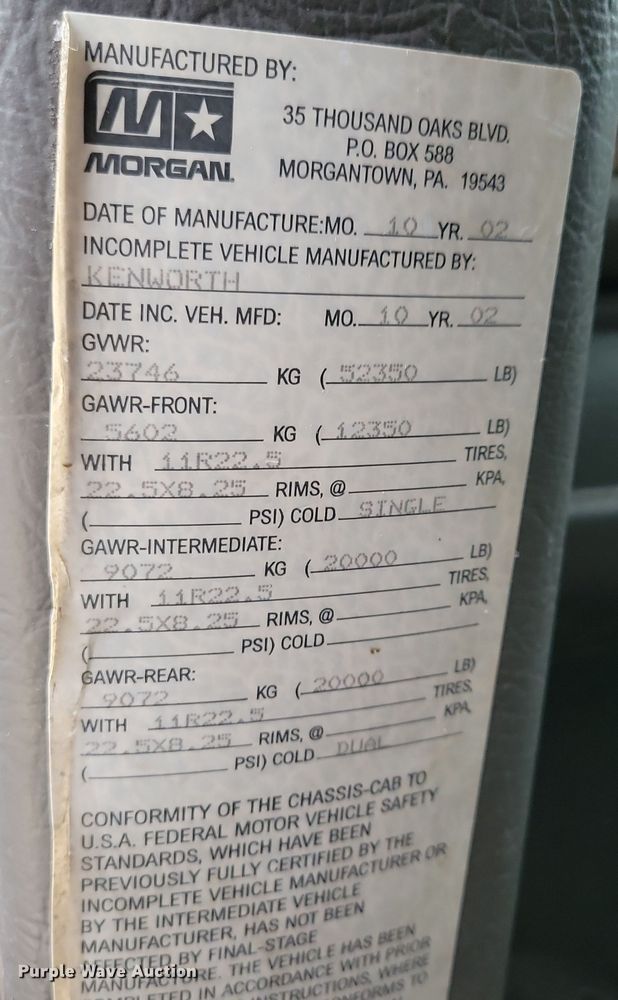 MANUFACTURED BY:
MORGAN
35 THOUSAND OAKS BLVD.
P.O. BOX 588
MORGANTOWN, PA. 19543
DATE OF MANUFACTURE: MO. 10 YR. 02
INCOMPLETE VEHICLE MANUFACTURED BY:
KENWORTH
DATE INC. VEH. MFD: MO. 10 YR. 02
GVWR:
23746 KG (52350 LB)
GAWR-FRONT:
5602 KG (12350 LB)
WITH 11R22.5 TIRES,
22.5X8.25 RIMS, @ KPA,
( PSI) COLD SINGLE
GAWR-INTERMEDIATE:
9072 KG (20000 LB)
WITH 11R22.5 TIRES,
22.5X8.25 RIMS, @ KPA,
( PSI) COLD
GAWR-REAR:
9072 KG (20000 LB)
WITH 11R22.5 TIRES,
22.5X8.25 RIMS, @ KPA,
( PSI) COLD DUAL
CONFORMITY OF THE CHASSIS-CAB TO
U.S.A. FEDERAL MOTOR VEHICLE SAFETY
STANDARDS, WHICH HAVE BEEN
PREVIOUSLY FULLY CERTIFIED BY THE
INCOMPLETE VEHICLE MANUFACTURER OR
BY THE INTERMEDIATE VEHICLE
MANUFACTURER, HAS NOT BEEN
AFFECTED BY FINAL-STAGE
MANUFACTURE. THE VEHICLE HAS BEEN
COMPLETED IN ACCORDANCE WITH PRIOR
INSTRUCTIONS, WHERE
CONFORMS TO
Purple Wave Auction